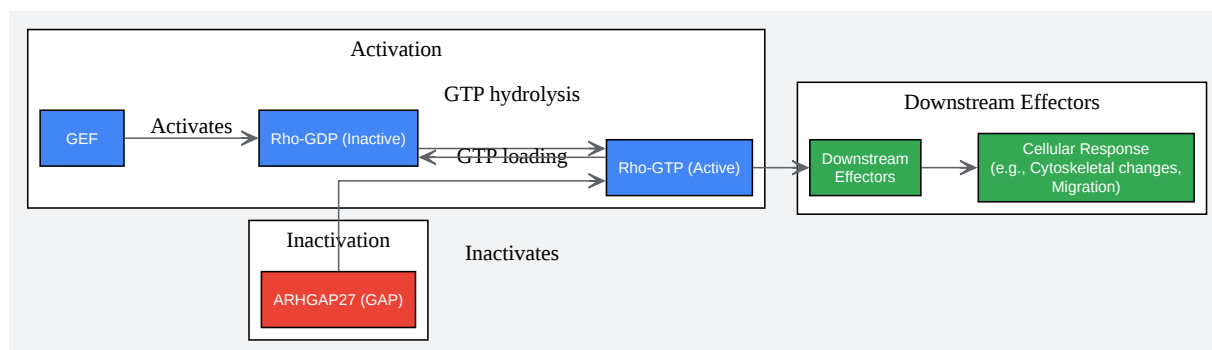 Activation
GTP hydrolysis
GEF
Activates
Rho-GDP (Inactive)
GTP loading
Rho-GTP (Active)
Downstream Effectors
Downstream
Effectors
Cellular Response
(e.g., Cytoskeletal changes,
Migration)
Inactivation
Inactivates
ARHGAP27 (GAP)